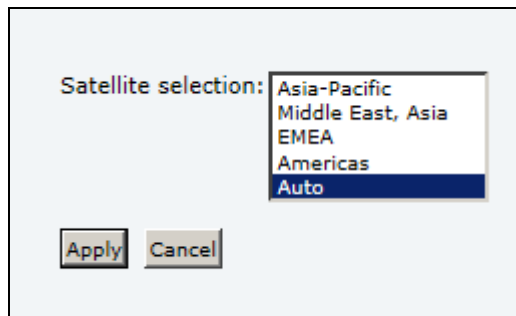 Satellite selection:
Asia-Pacific
Middle East, Asia
EMEA
Americas
Auto
Apply Cancel